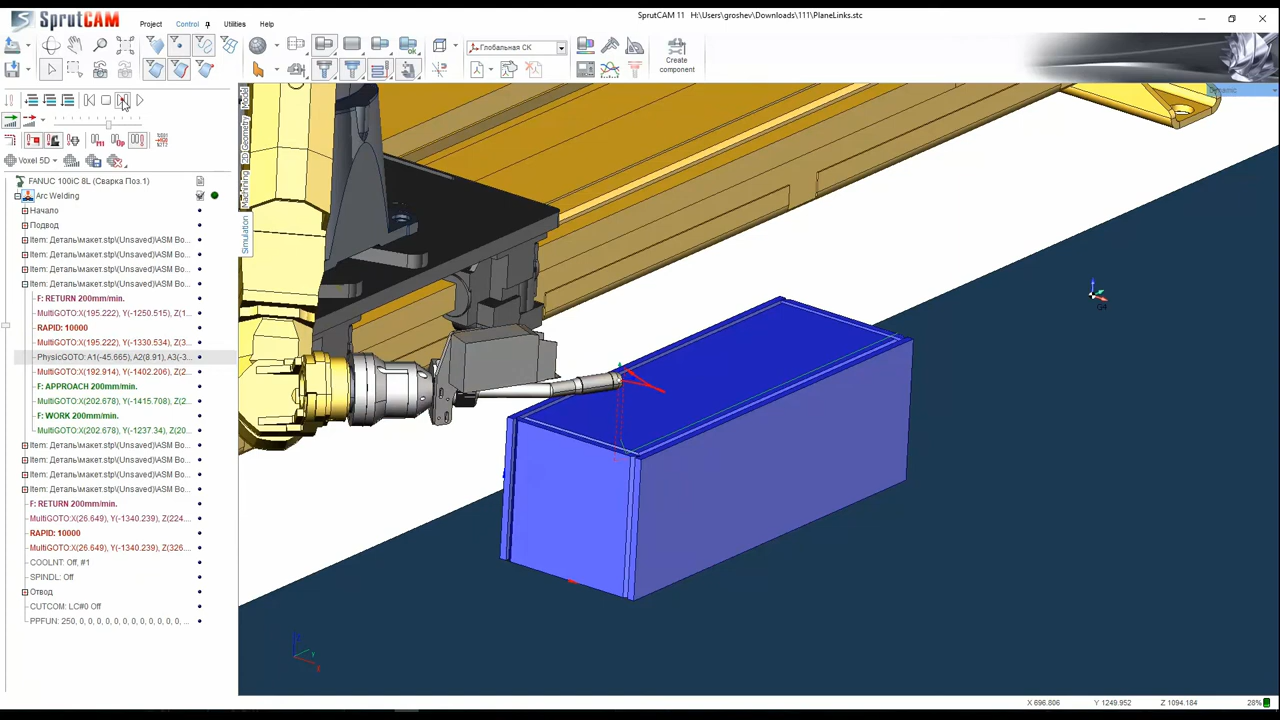 SprutCAM 11 H:\Users\groshev\Downloads\111\PlaneLinks.stc
SprutCAM
Project
Control
Utilities
Help
Глобальная СК
Create
component
Voxel 5D
Dynamic
Model
2D Geometry
Machining
Simulation
FANUC 100iC 8L (Сварка Поз.1)
Arc Welding
Начало
Подвод
Item: Деталь\макет.stp\(Unsaved)\ASM Bo...
Item: Деталь\макет.stp\(Unsaved)\ASM Bo...
Item: Деталь\макет.stp\(Unsaved)\ASM Bo...
Item: Деталь\макет.stp\(Unsaved)\ASM Bo...
F: RETURN 200mm/min.
MultiGOTO:X(195.222), Y(-1250.515), Z(1...
RAPID: 10000
MultiGOTO:X(195.222), Y(-1330.534), Z(3...
PhysicGOTO: A1(-45.665), A2(8.91), A3(-3...
MultiGOTO:X(192.914), Y(-1402.206), Z(2...
F: APPROACH 200mm/min.
MultiGOTO:X(202.678), Y(-1415.708), Z(2...
F: WORK 200mm/min.
MultiGOTO:X(202.678), Y(-1237.34), Z(20...
Item: Деталь\макет.stp\(Unsaved)\ASM Bo...
Item: Деталь\макет.stp\(Unsaved)\ASM Bo...
Item: Деталь\макет.stp\(Unsaved)\ASM Bo...
Item: Деталь\макет.stp\(Unsaved)\ASM Bo...
F: RETURN 200mm/min.
MultiGOTO:X(26.649), Y(-1340.239), Z(224....
RAPID: 10000
MultiGOTO:X(26.649), Y(-1340.239), Z(326....
COOLNT: Off, #1
SPINDL: Off
Отвод
CUTCOM: LC#0 Off
PPFUN: 250, 0, 0, 0, 0, 0, 0, 0, 0, 0, 0, ...
X 696.806
Y 1249.952
Z 1094.184
28%